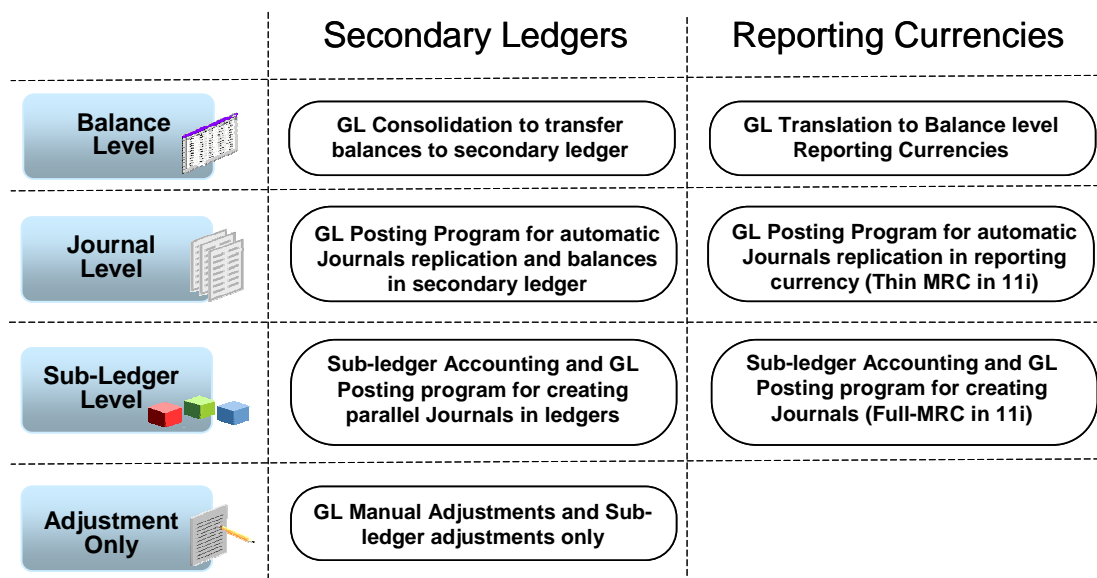 Secondary Ledgers
Reporting Currencies
Balance
Level
GL Consolidation to transfer
balances to secondary ledger
GL Translation to Balance level
Reporting Currencies
Journal
Level
GL Posting Program for automatic
Journals replication and balances
in secondary ledger
GL Posting Program for automatic
Journals replication in reporting
currency (Thin MRC in 11i)
Sub-Ledger
Level
Sub-ledger Accounting and GL
Posting program for creating
parallel Journals in ledgers
Sub-ledger Accounting and GL
Posting program for creating
Journals (Full-MRC in 11i)
Adjustment
Only
GL Manual Adjustments and Sub-
ledger adjustments only